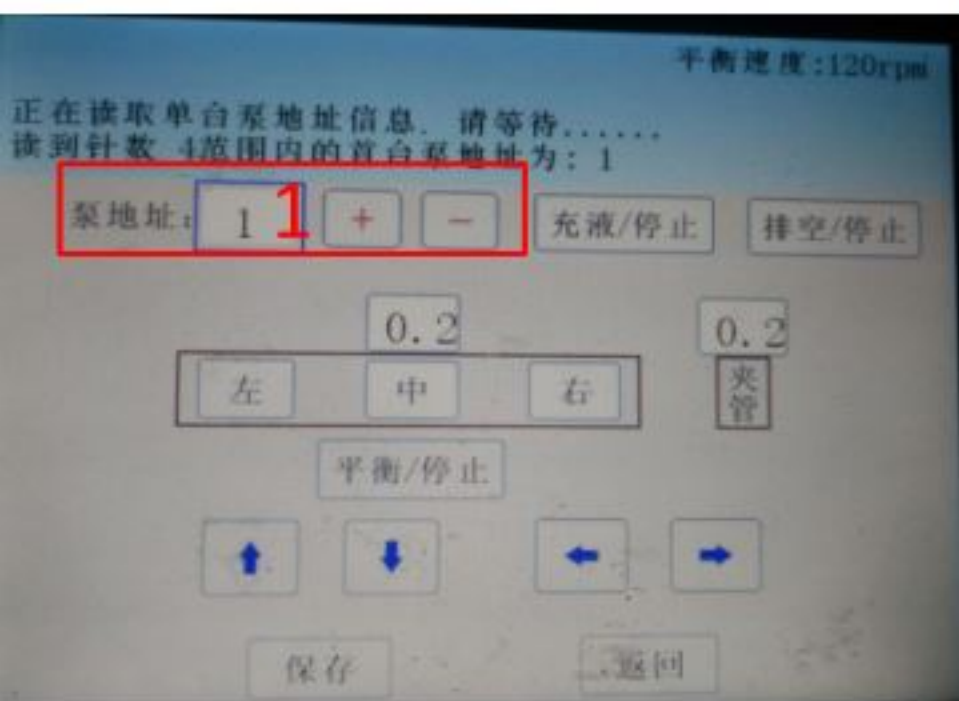 平衡速度:120rpm
正在读取单台泵地址信息. 请等待......
读到针数 4范围内的首台泵地址为: 1
泵地址: 1 1 + - 充液/停止 排空/停止
0.2 0.2
左 中 右 夹管
平衡/停止
保存 返回